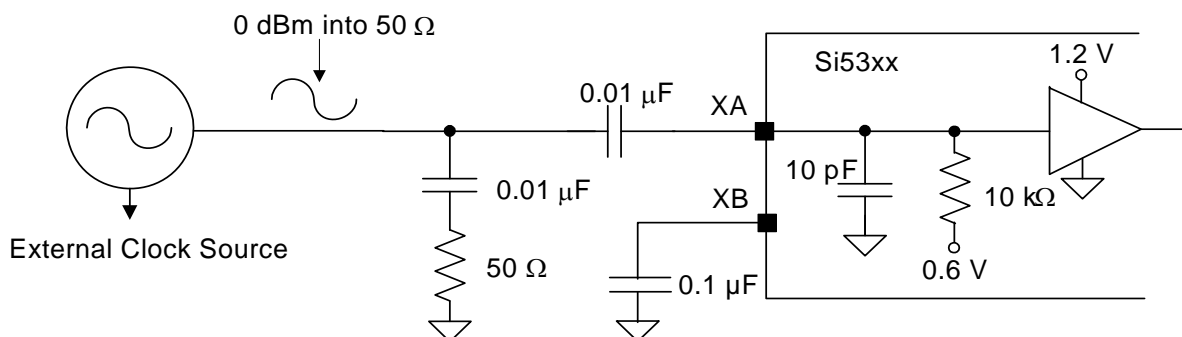 0 dBm into 50 Ω
Si53xx
1.2 V
0.01 μF
XA
0.01 μF
10 pF
10 kΩ
XB
External Clock Source
50 Ω
0.1 μF
0.6 V